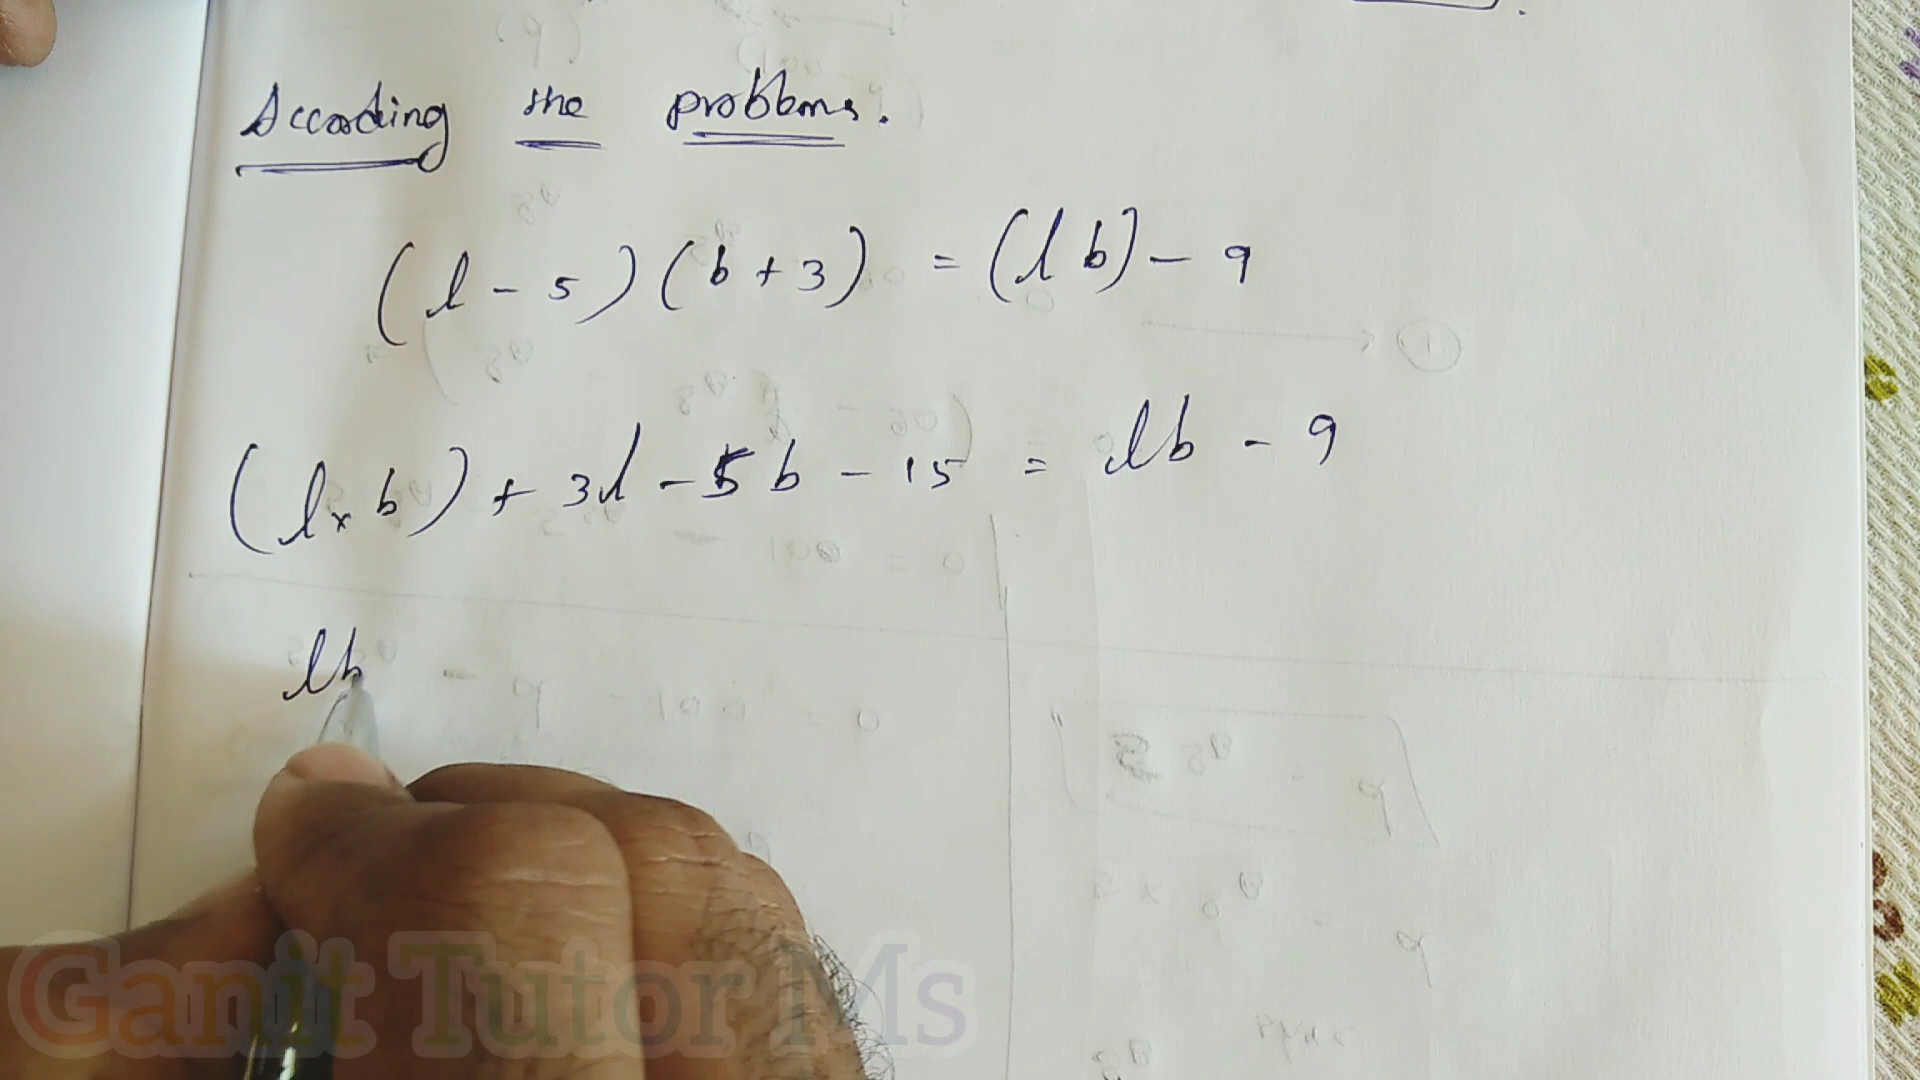 According the problems.
(l - 5) (b + 3) = (lb) - 9
(l × b) + 3l - 5b - 15 = lb - 9
lb
Ganit Tutor Ms